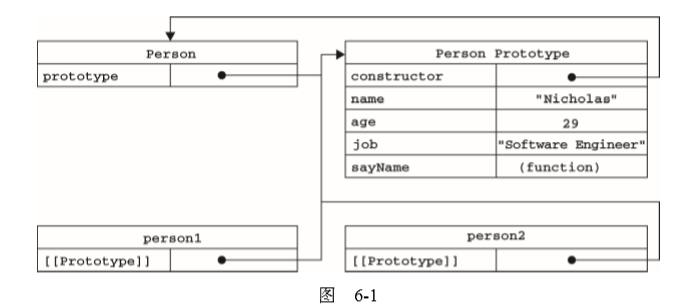 Person
prototype
Person Prototype
constructor
name "Nicholas"
age 29
job "Software Engineer"
sayName (function)
person1
[[Prototype]]
person2
[[Prototype]]
图 6-1